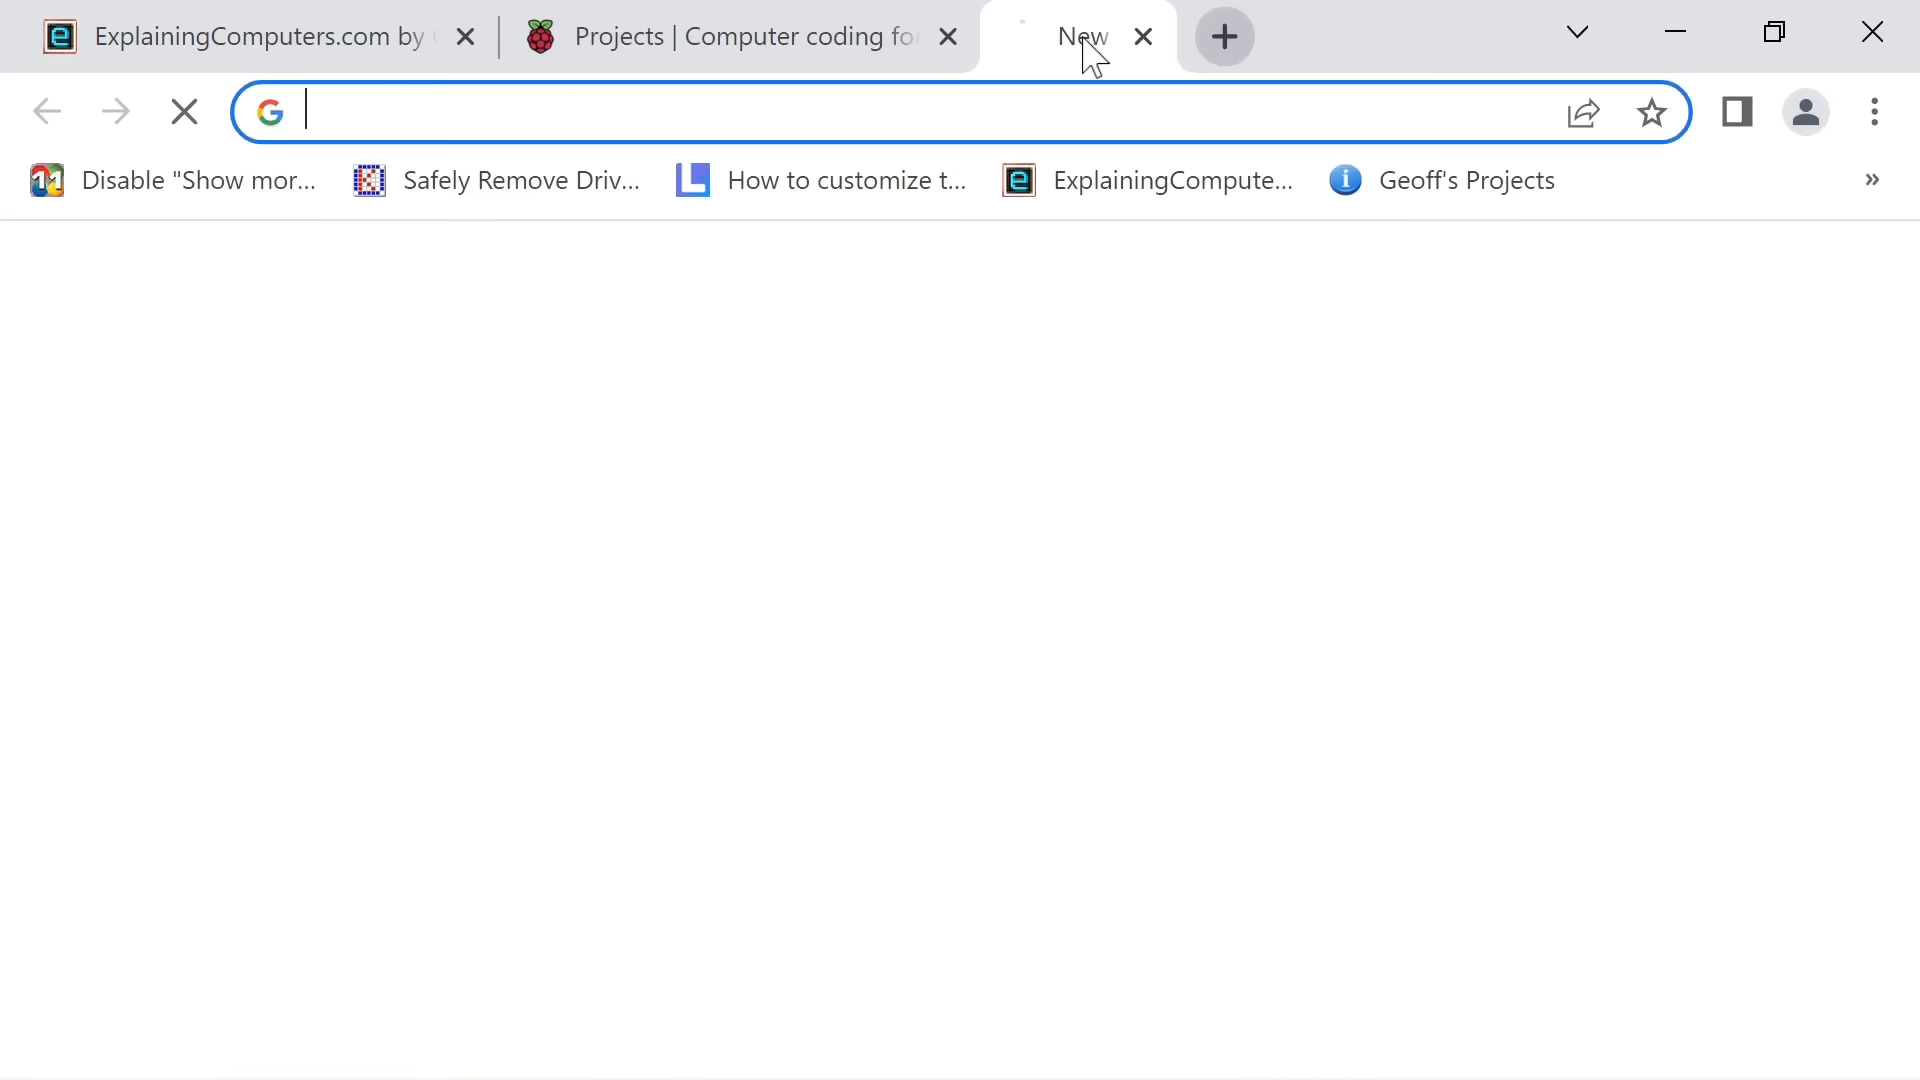 ExplainingComputers.com by
Projects | Computer coding for
New
Disable "Show mor...
Safely Remove Driv...
How to customize t...
ExplainingCompute...
Geoff's Projects